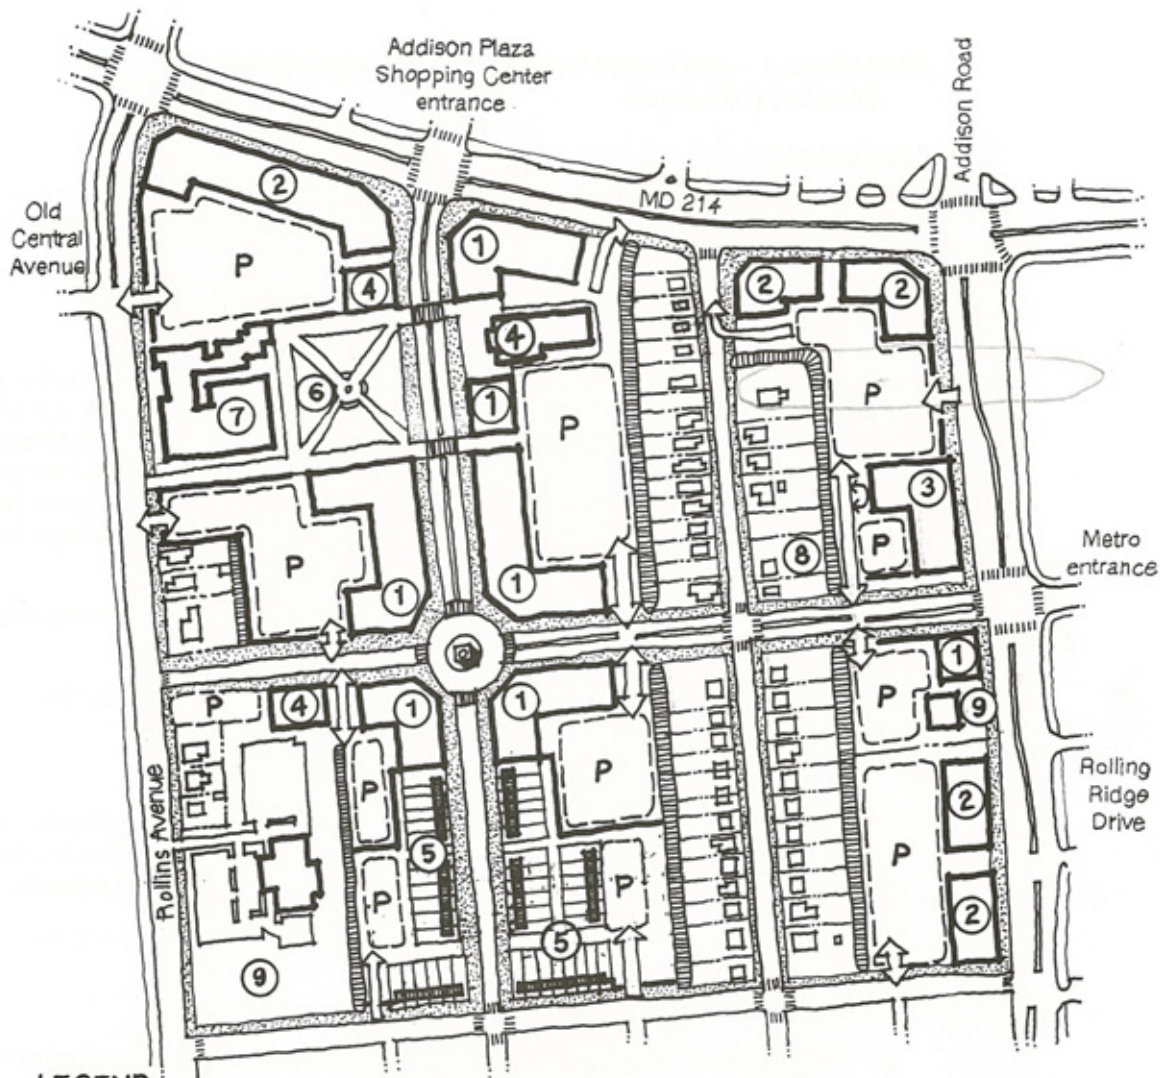 Addison Plaza
Shopping Center
entrance
Addison Road
MD 214
Old
Central
Avenue
2
P
4
1
4
1
2
2
P
6
7
P
3
P
8
Metro
entrance
P
1
1
1
9
P
P
4
1
1
P
Rolling
Ridge
Drive
P
2
P
5
P
P
5
2
Rollins Avenue
9
LEGEND